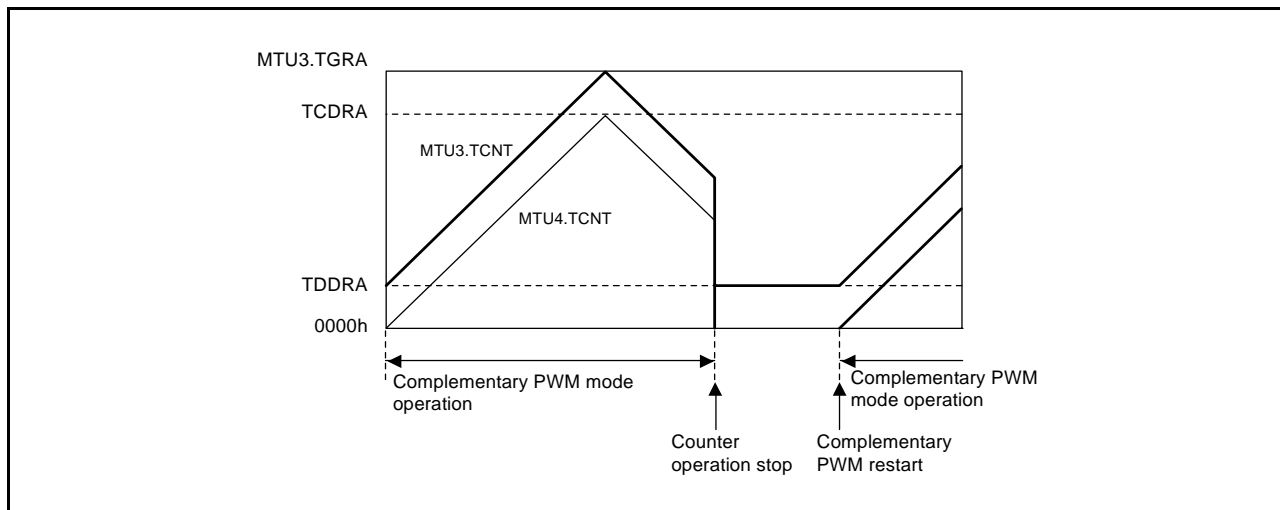 MTU3.TGRA
TCDRA
MTU3.TCNT
MTU4.TCNT
TDDRA
0000h
Complementary PWM mode
operation
Complementary PWM
mode operation
Counter
operation stop
Complementary
PWM restart